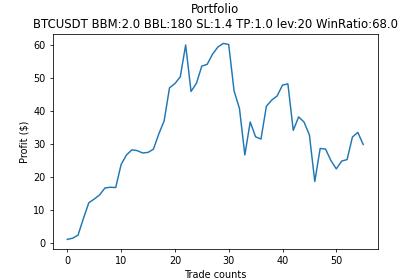 Portfolio
BTCUSDT BBM:2.0 BBL:180 SL:1.4 TP:1.0 lev:20 WinRatio:68.0
Profit ($)
60
50
40
30
20
10
0
0 10 20 30 40 50
Trade counts